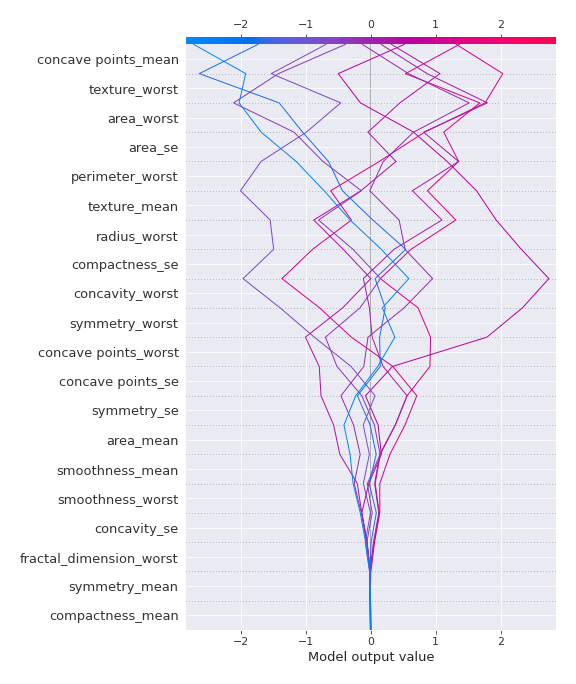 −2 −1 0 1 2
concave points_mean
texture_worst
area_worst
area_se
perimeter_worst
texture_mean
radius_worst
compactness_se
concavity_worst
symmetry_worst
concave points_worst
concave points_se
symmetry_se
area_mean
smoothness_mean
smoothness_worst
concavity_se
fractal_dimension_worst
symmetry_mean
compactness_mean
−2 −1 0 1 2
Model output value